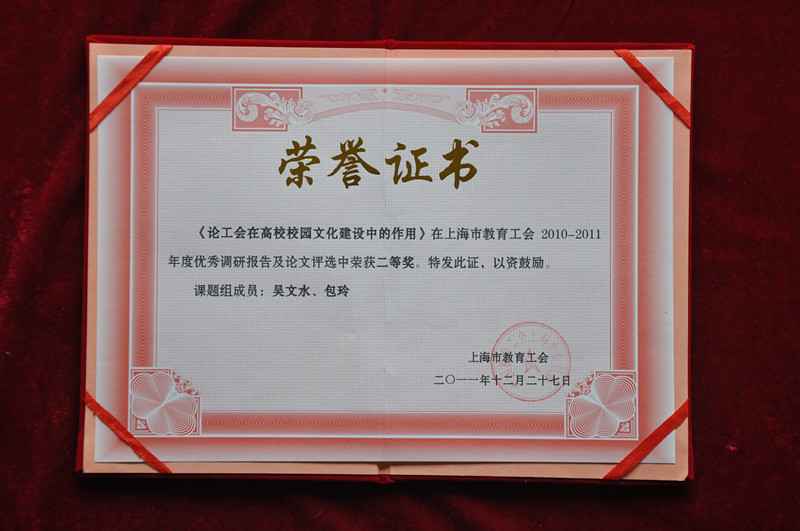 荣誉证书
《论工会在高校校园文化建设中的作用》在上海市教育工会 2010-2011
年度优秀调研报告及论文评选中荣获二等奖。特发此证，以资鼓励。
课题组成员：吴文水、包玲
上海市教育工会
二〇一一年十二月二十七日